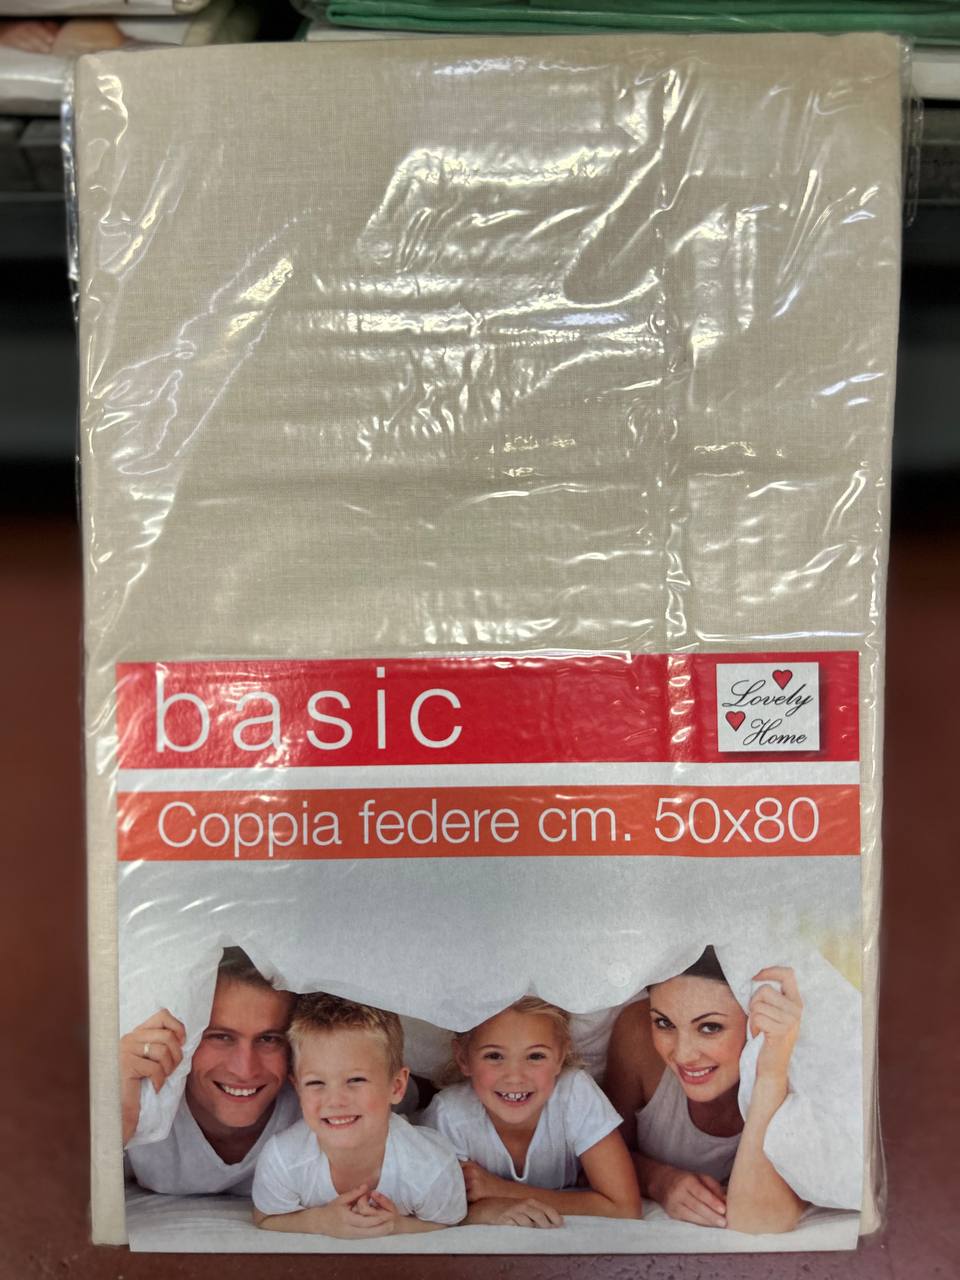 basic
Lovely
Home
Coppia federe cm. 50x80